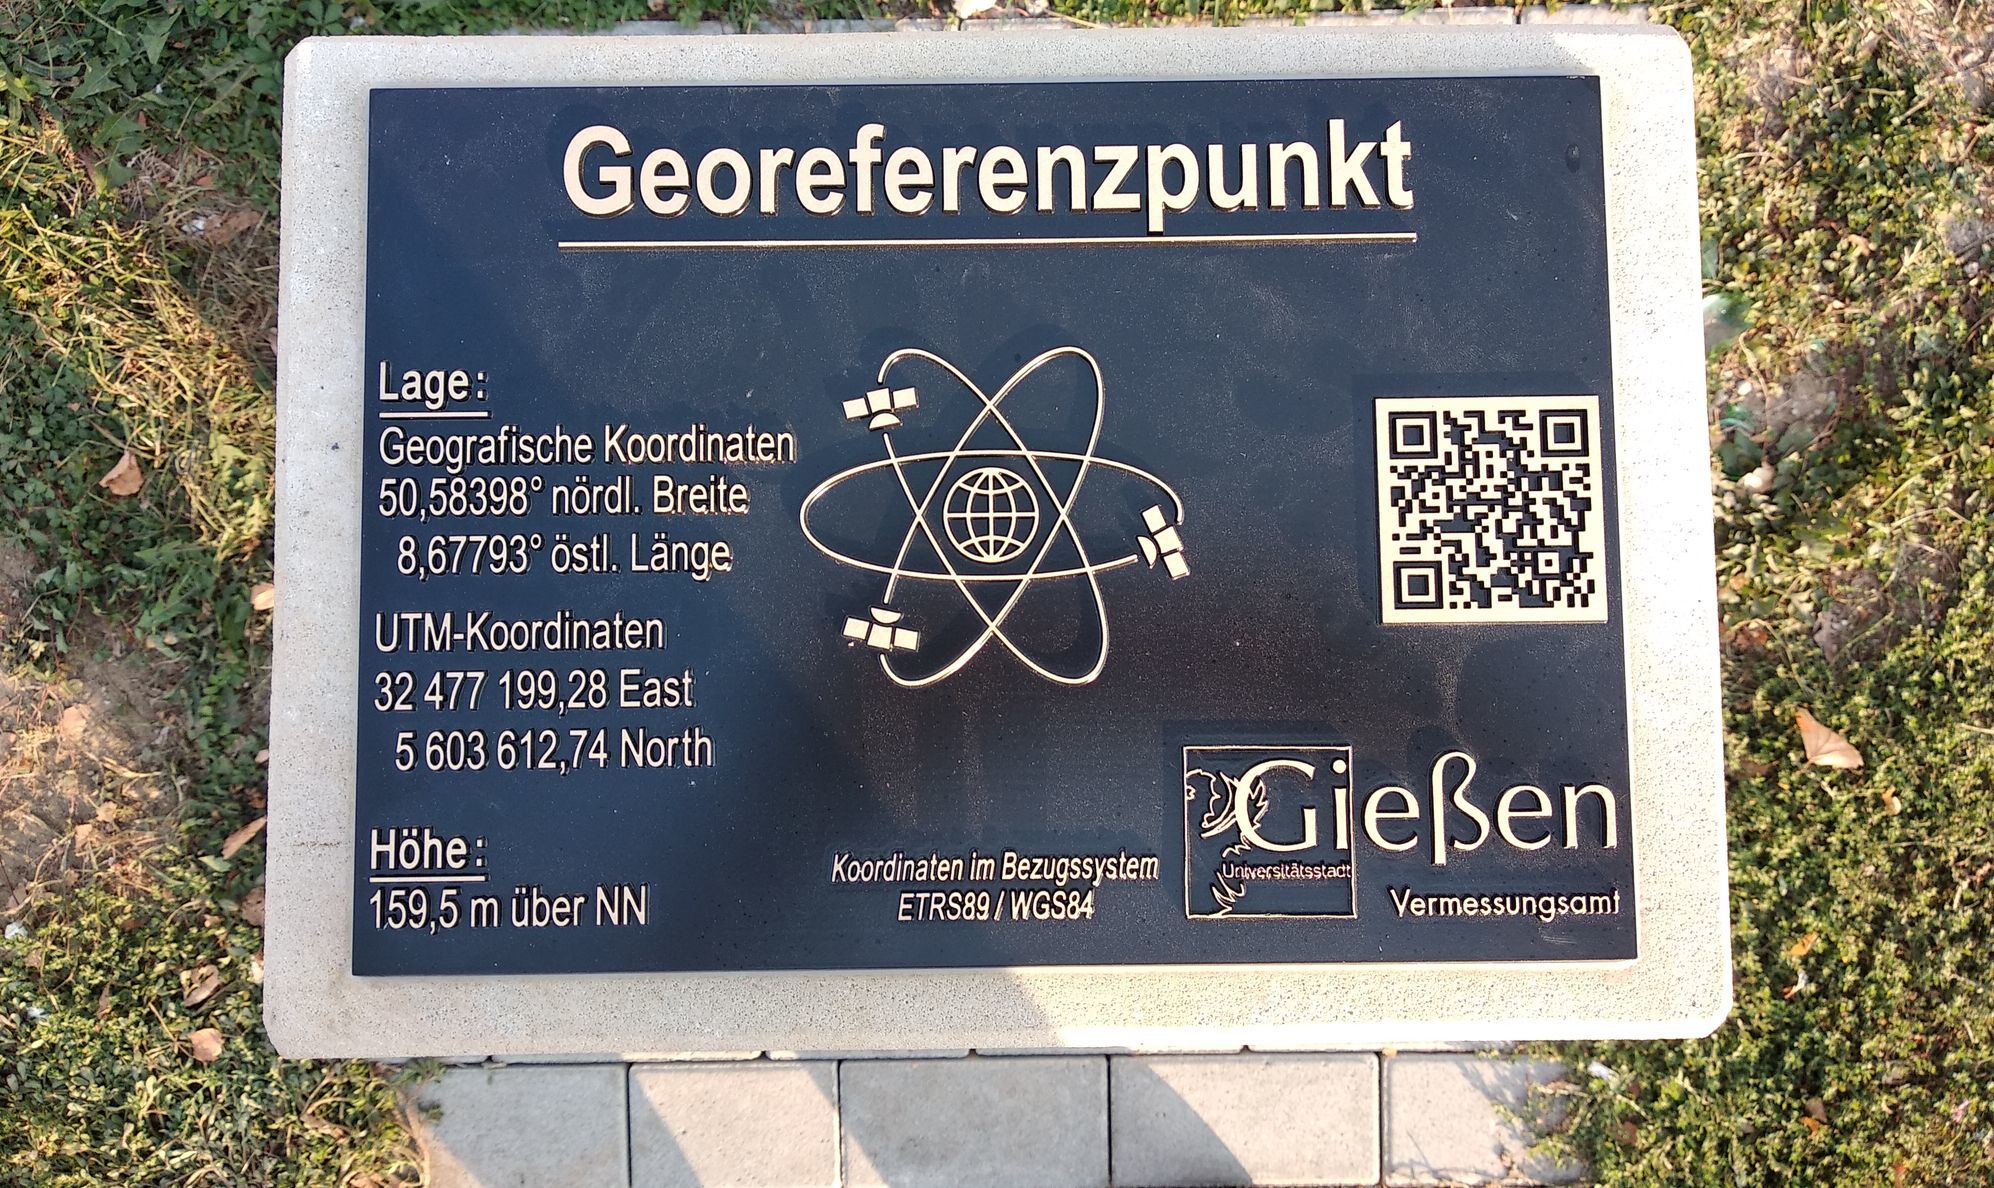 Georeferenzpunkt
Lage:
Geografische Koordinaten
50,58398° nördl. Breite
8,67793° östl. Länge
UTM-Koordinaten
32 477 199,28 East
5 603 612,74 North
Höhe:
159,5 m über NN
Koordinaten im Bezugssystem
ETRS89 / WGS84
Gießen
Universitätsstadt
Vermessungsamt